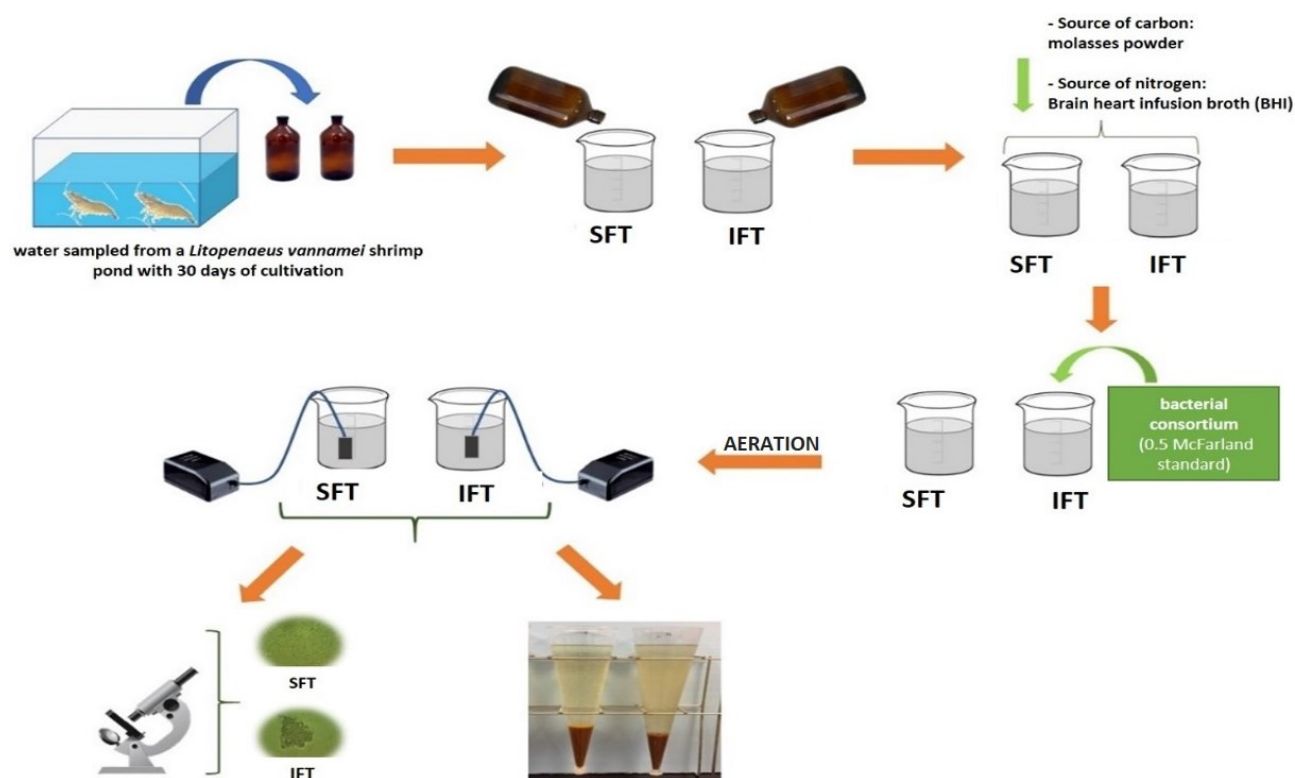 - Source of carbon:
molasses powder
- Source of nitrogen:
Brain heart infusion broth (BHI)
SFT
IFT
water sampled from a Litopenaeus vannamei shrimp
pond with 30 days of cultivation
SFT
IFT
bacterial
consortium
(0.5 McFarland
standard)
SFT
IFT
AERATION
SFT
IFT
SFT
IFT